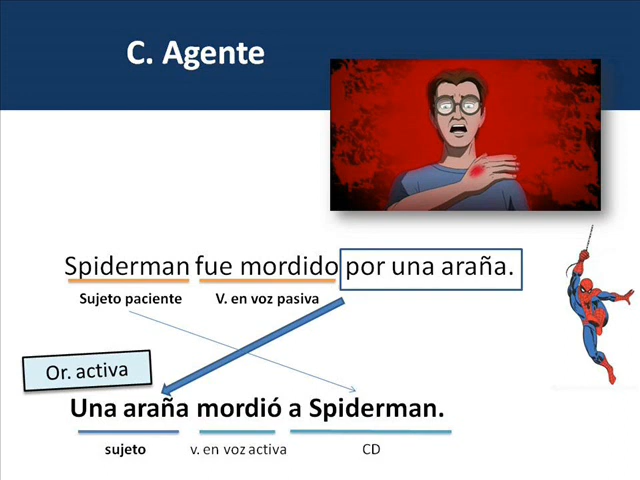 C. Agente
Spiderman fue mordido por una araña.
Sujeto paciente V. en voz pasiva
Or. activa
Una araña mordió a Spiderman.
sujeto v. en voz activa CD